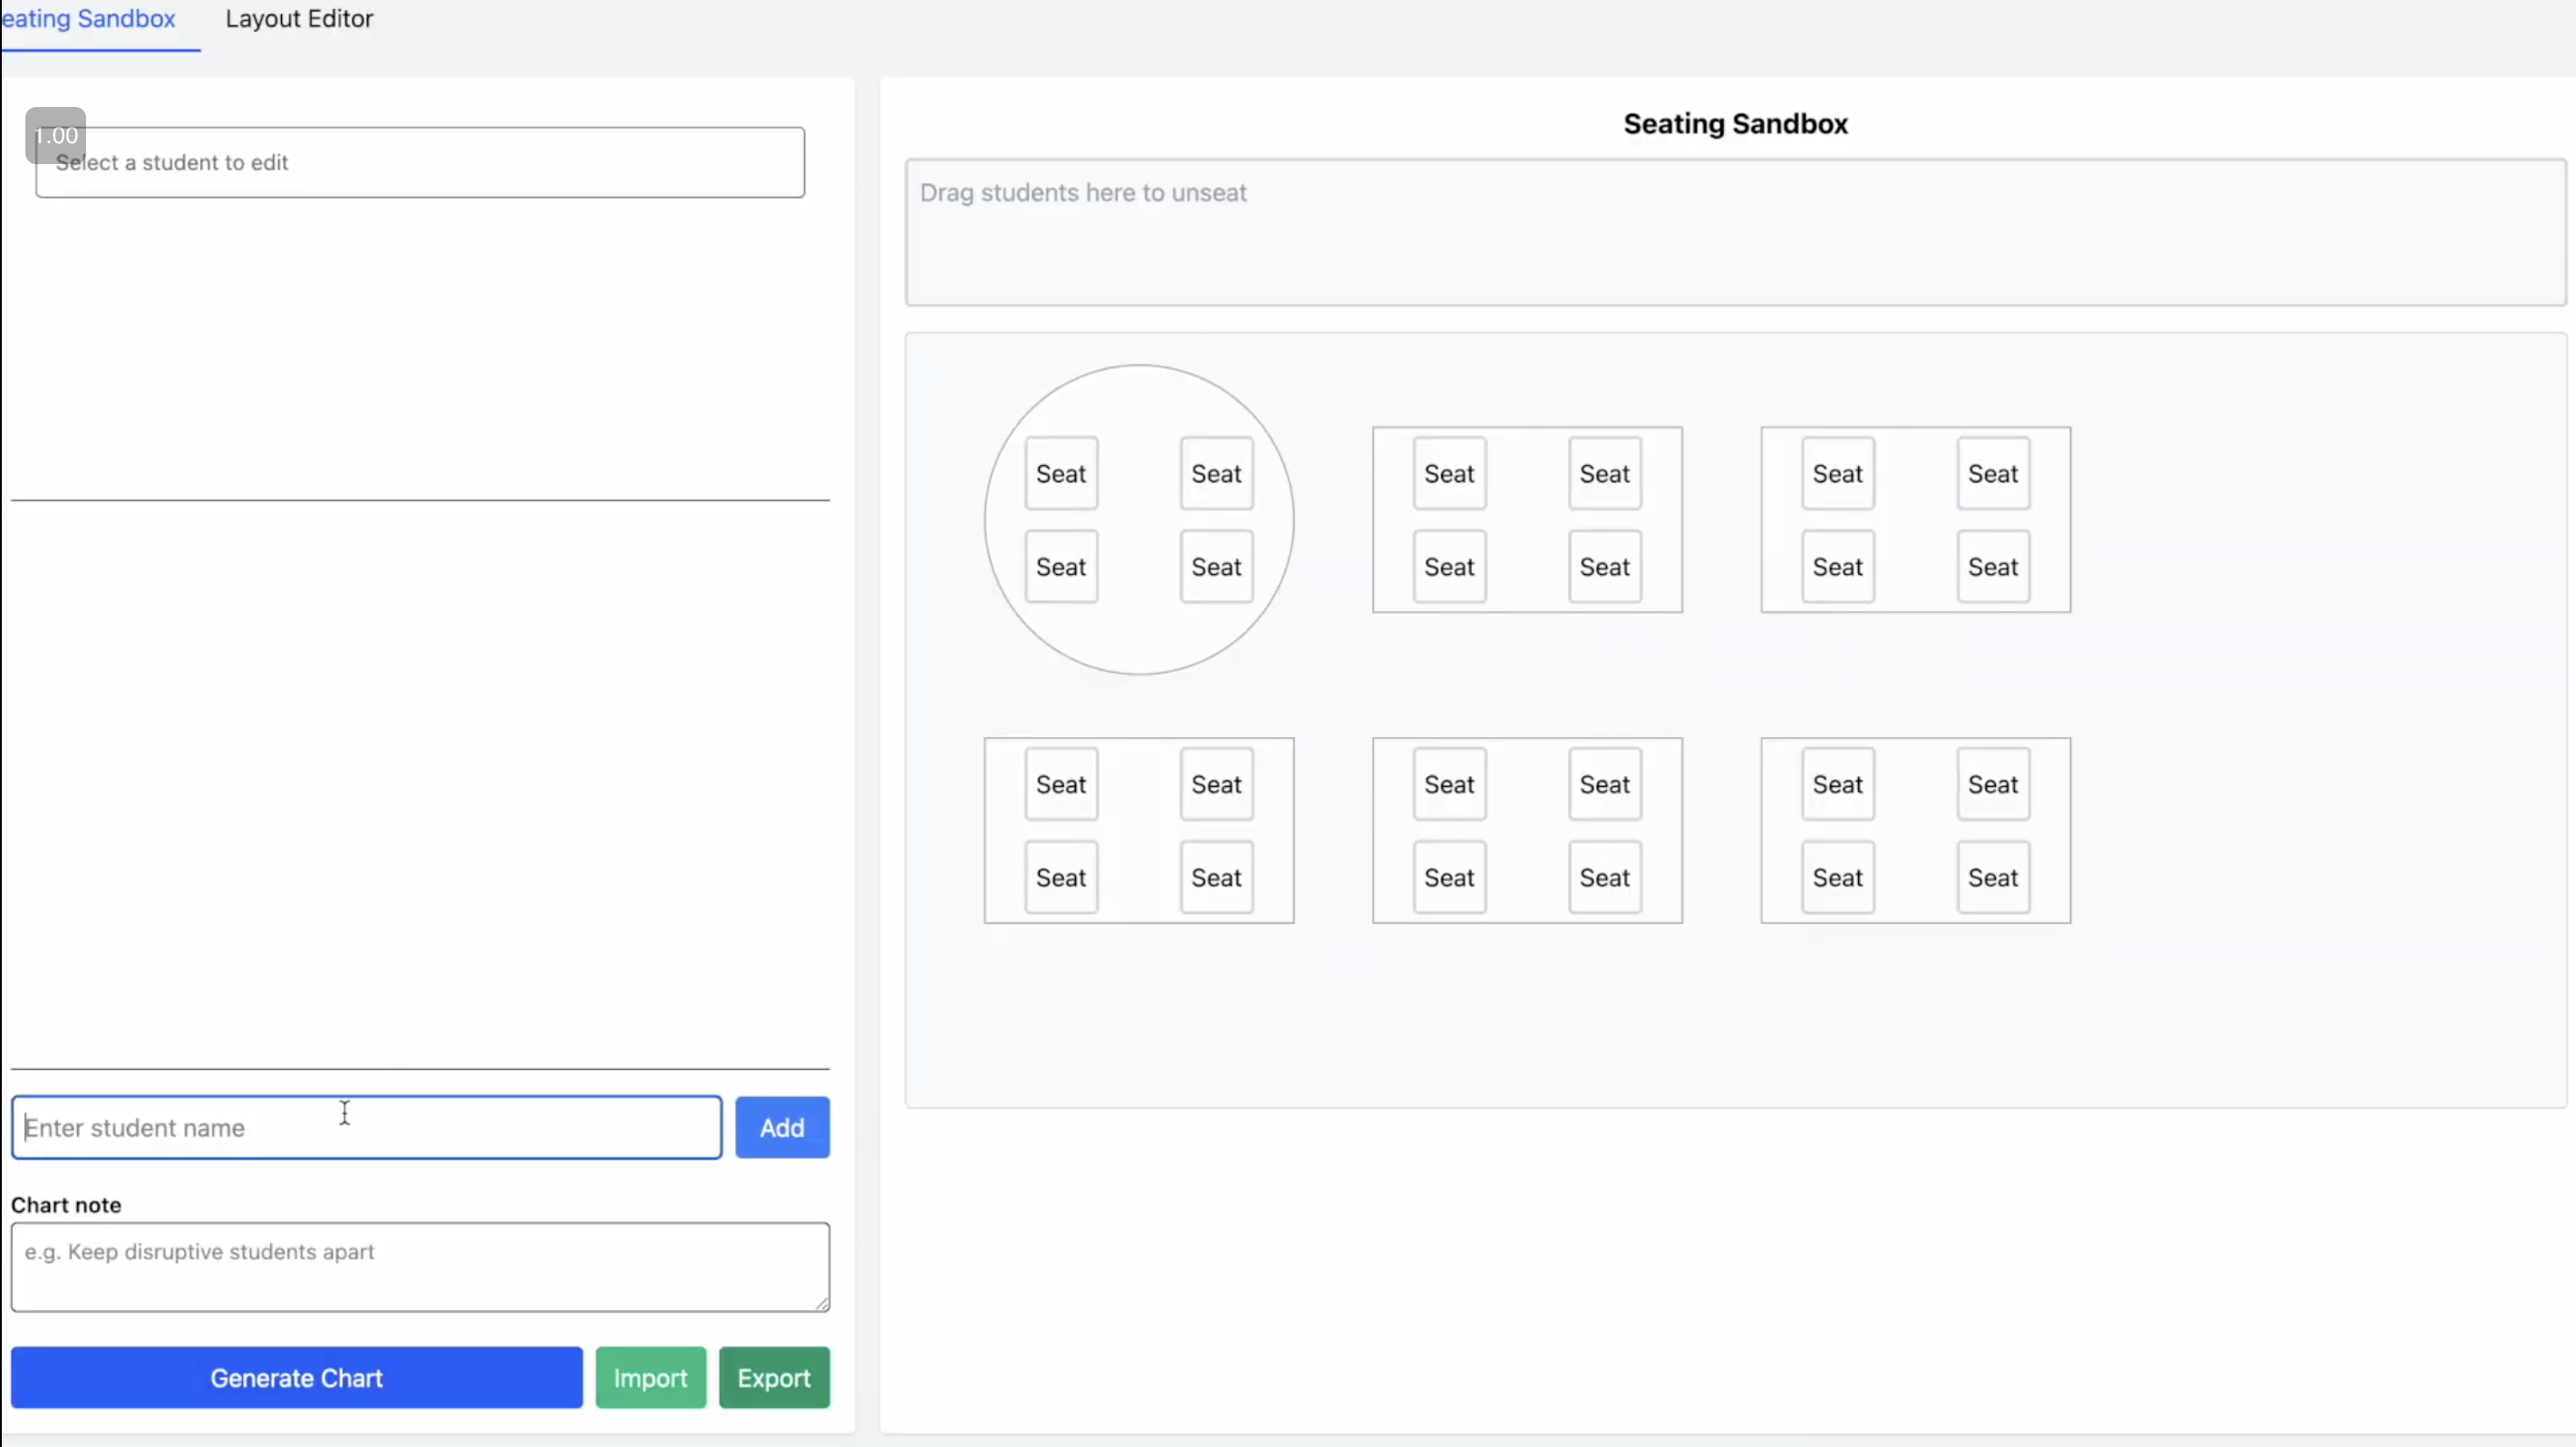 eating Sandbox
Layout Editor
1.00
Select a student to edit
Enter student name
Add
Chart note
e.g. Keep disruptive students apart
Generate Chart
Import
Export
Seating Sandbox
Drag students here to unseat
Seat Seat Seat Seat Seat Seat
Seat Seat Seat Seat Seat Seat
Seat Seat Seat Seat Seat Seat
Seat Seat Seat Seat Seat Seat